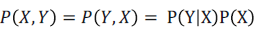 P(X,Y) = P(Y,X) = P(Y|X)P(X)